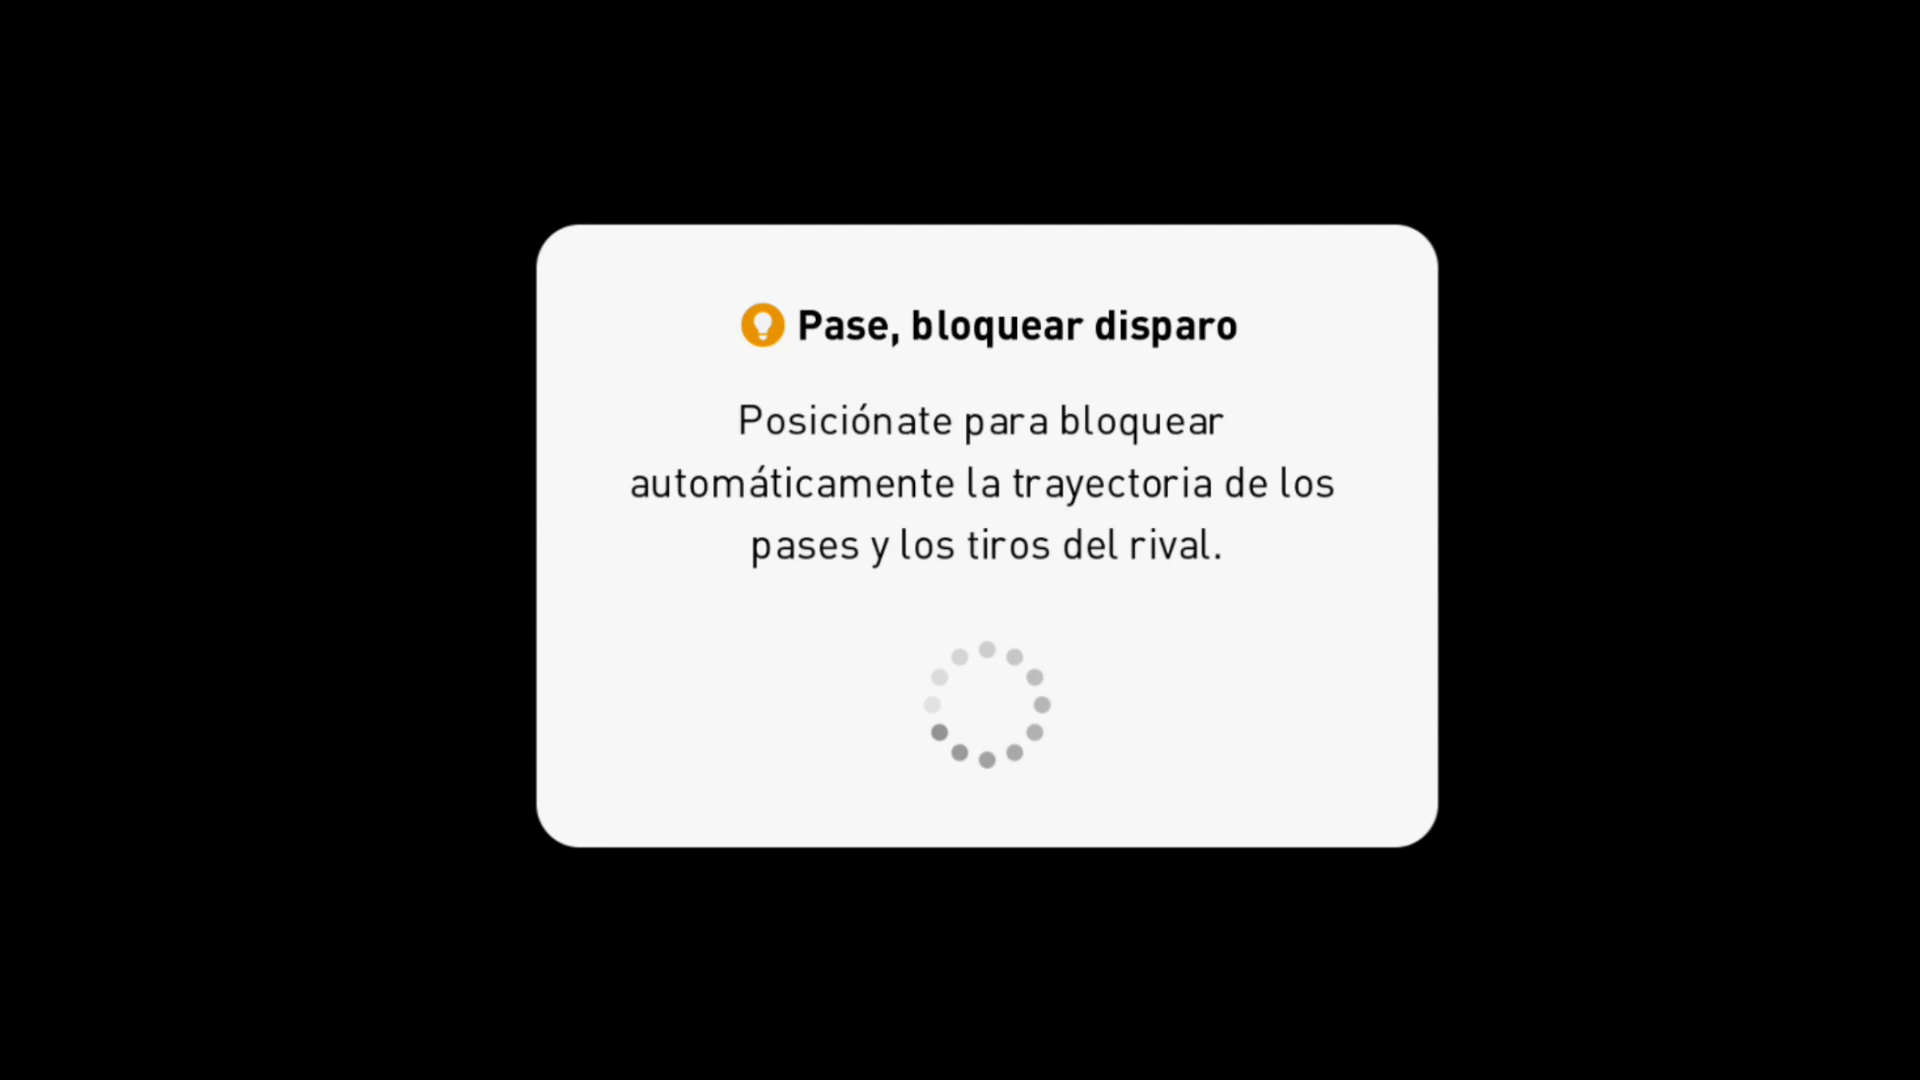 Pase, bloquear disparo
Posiciónate para bloquear
automáticamente la trayectoria de los
pases y los tiros del rival.